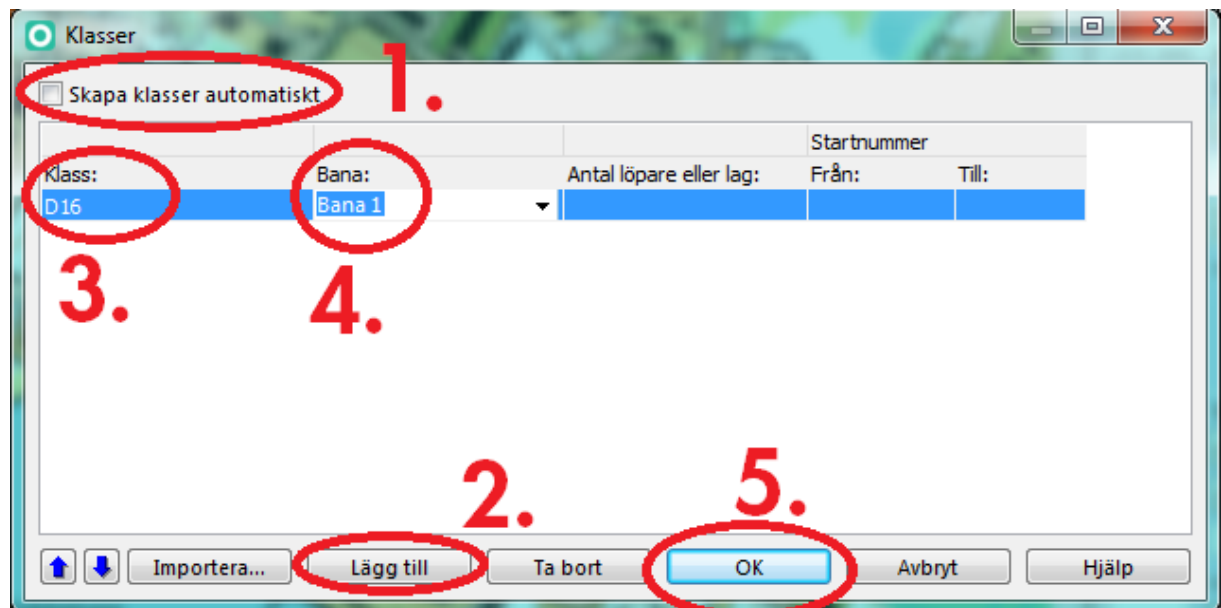 Klasser
Skapa klasser automatiskt
1.
Startnummer
Klass: Bana: Antal löpare eller lag: Från: Till:
D16 Bana 1
3. 4.
2. 5.
Importera... Lägg till Ta bort OK Avbryt Hjälp